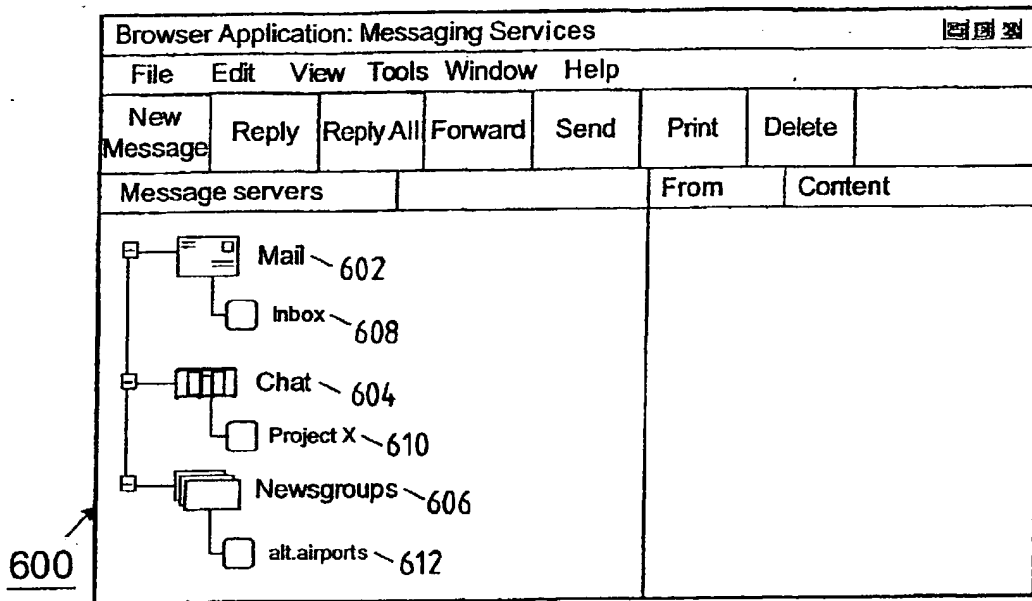 Browser Application: Messaging Services
File Edit View Tools Window Help
New Message Reply Reply All Forward Send Print Delete
Message servers From Content
Mail 602
Inbox 608
Chat 604
Project X 610
Newsgroups 606
alt.airports 612
600